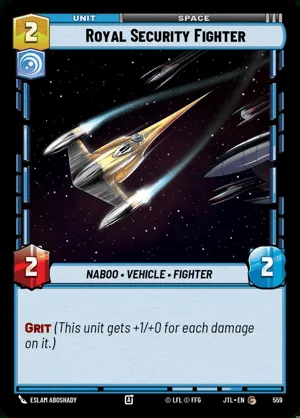 2
UNIT SPACE
ROYAL SECURITY FIGHTER
2
NABOO • VEHICLE • FIGHTER
2
GRIT (This unit gets +1/+0 for each damage
on it.)
ESLAM ABOSHADY © LFL © FFG JTL • EN C 559